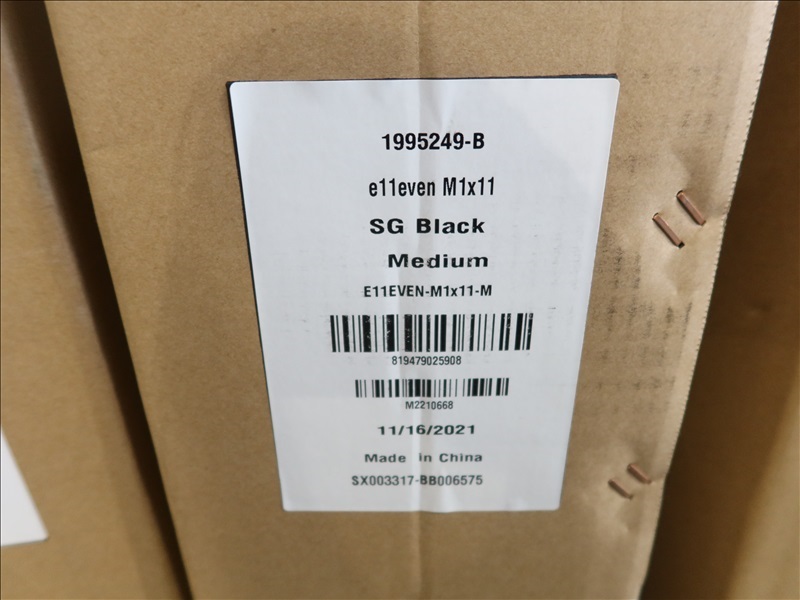 1995249-B
e11even M1x11
SG Black
Medium
E11EVEN-M1x11-M
819479025908
M2210668
11/16/2021
Made in China
SX003317-BB006575